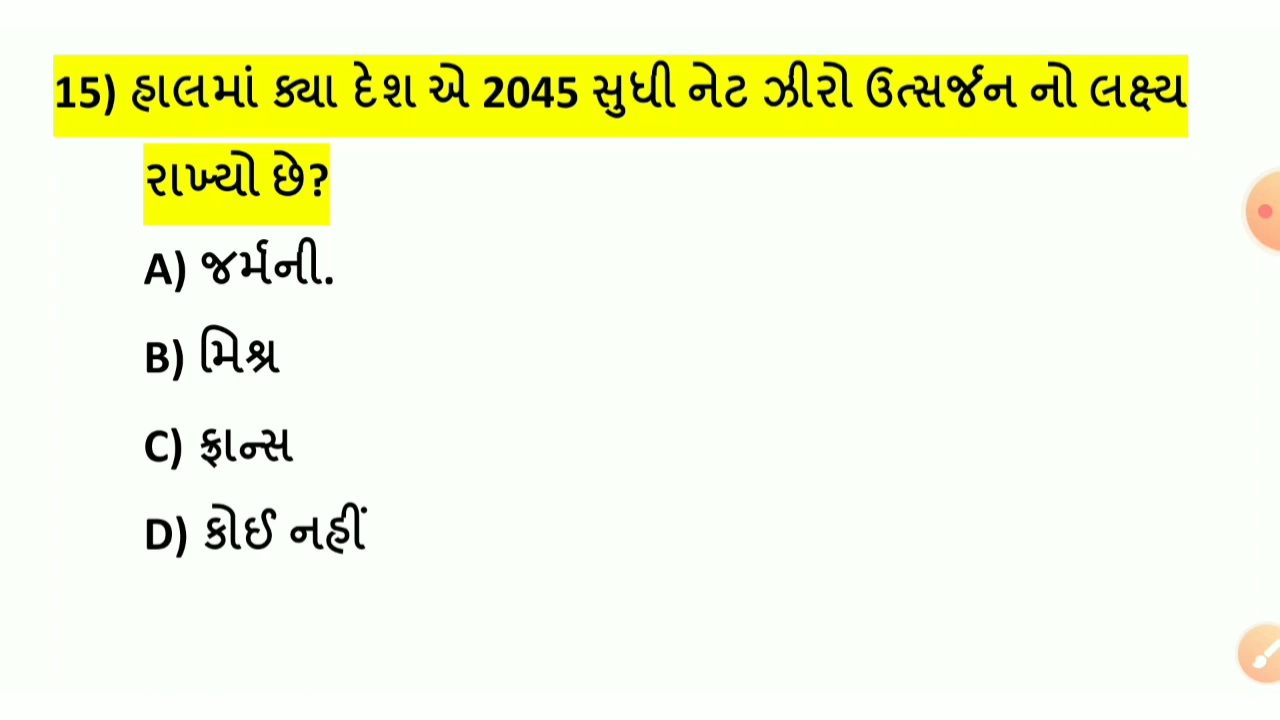 15) હાલમાં ક્યા દેશ એ 2045 સુધી નેટ ઝીરો ઉત્સર્જન નો લક્ષ્ય
રાખ્યો છે?
A) જર્મની.
B) મિશ્ર
C) ફ્રાન્સ
D) કોઈ નહીં